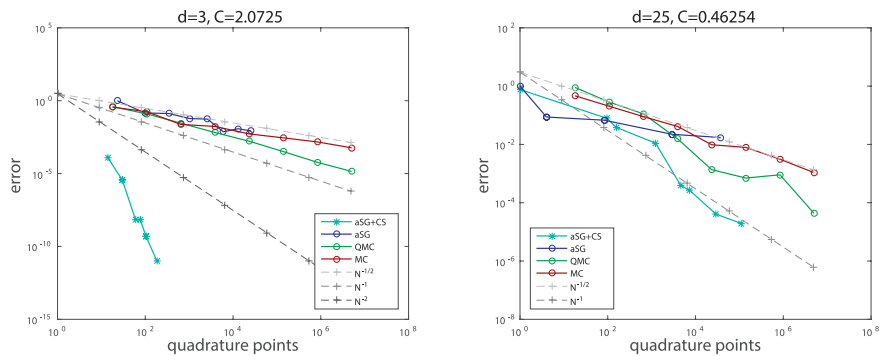 d=3, C=2.0725
10^5
10^0
10^-5
10^-10
10^-15
error
10^0
10^2
10^4
10^6
10^8
quadrature points
aSG+CS
aSG
QMC
MC
N^-1/2
N^-1
N^-2
d=25, C=0.46254
10^2
10^0
10^-2
10^-4
10^-6
10^-8
error
10^0
10^2
10^4
10^6
10^8
quadrature points
aSG+CS
aSG
QMC
MC
N^-1/2
N^-1